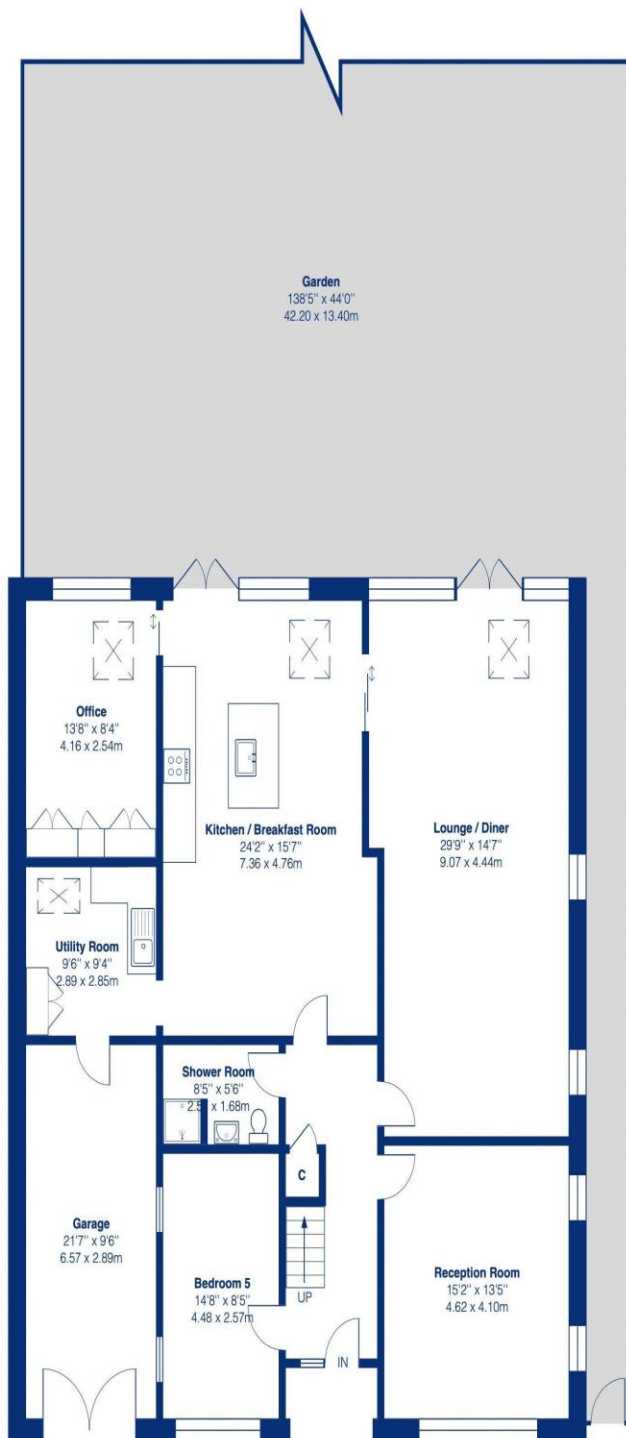 Garden
138'5" x 44'0"
42.20 x 13.40m
Office
13'8" x 8'4"
4.16 x 2.54m
Kitchen / Breakfast Room
24'2" x 15'7"
7.36 x 4.76m
Lounge / Diner
29'9" x 14'7"
9.07 x 4.44m
Utility Room
9'6" x 9'4"
2.89 x 2.85m
Shower Room
8'5" x 5'6"
x 1.68m
C
Garage
21'7" x 9'6"
6.57 x 2.89m
Bedroom 5
14'8" x 8'5"
4.48 x 2.57m
UP
Reception Room
15'2" x 13'5"
4.62 x 4.10m
IN